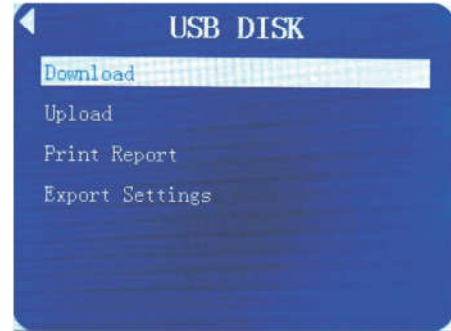 USB DISK
Download
Upload
Print Report
Export Settings